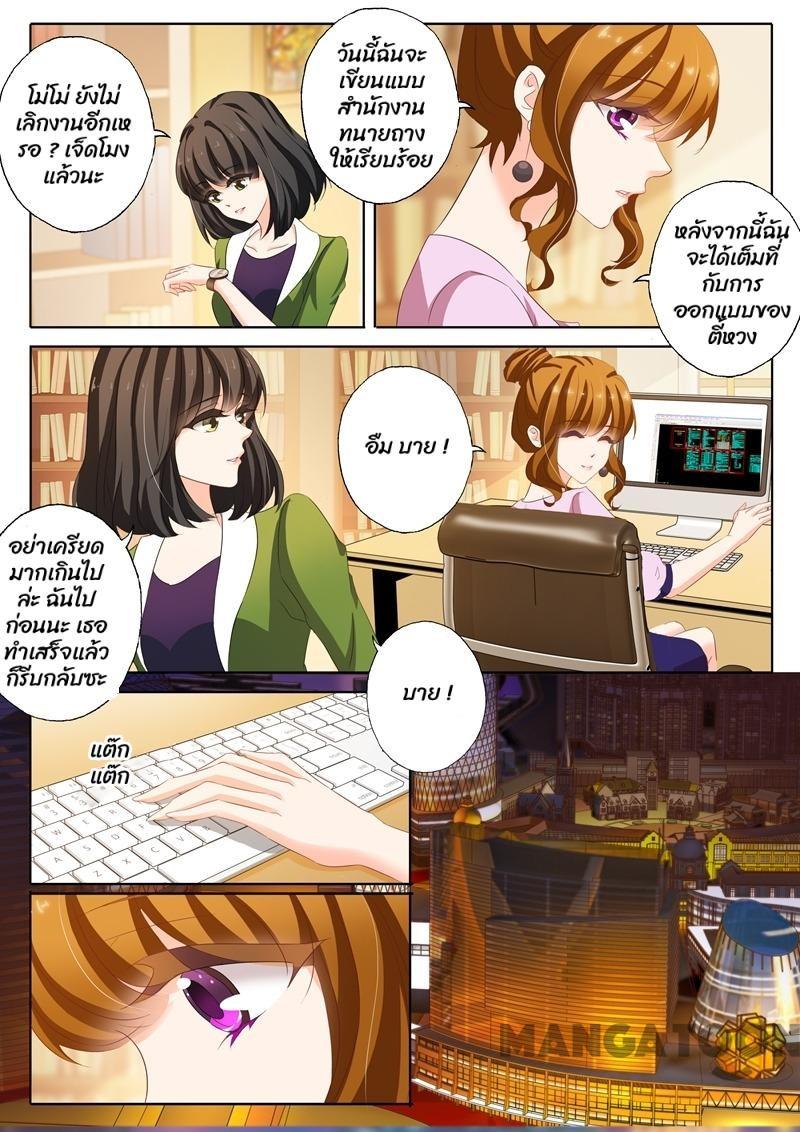 โม่โม่ ยังไม่
เลิกงานอีกเห
รอ ? เจ็ดโมง
แล้วนะ
วันนี้ฉันจะ
เขียนแบบ
สำนักงาน
ทนายถาง
ให้เรียบร้อย
หลังจากนี้ฉัน
จะได้เต็มที่
กับการ
ออกแบบของ
ตี้หวง
อืม บาย !
อย่าเครียด
มากเกินไป
ล่ะ ฉันไป
ก่อนนะ เธอ
ทำเสร็จแล้ว
ก็รีบกลับซะ
บาย !
แต๊ก
แต๊ก
MANGATOON